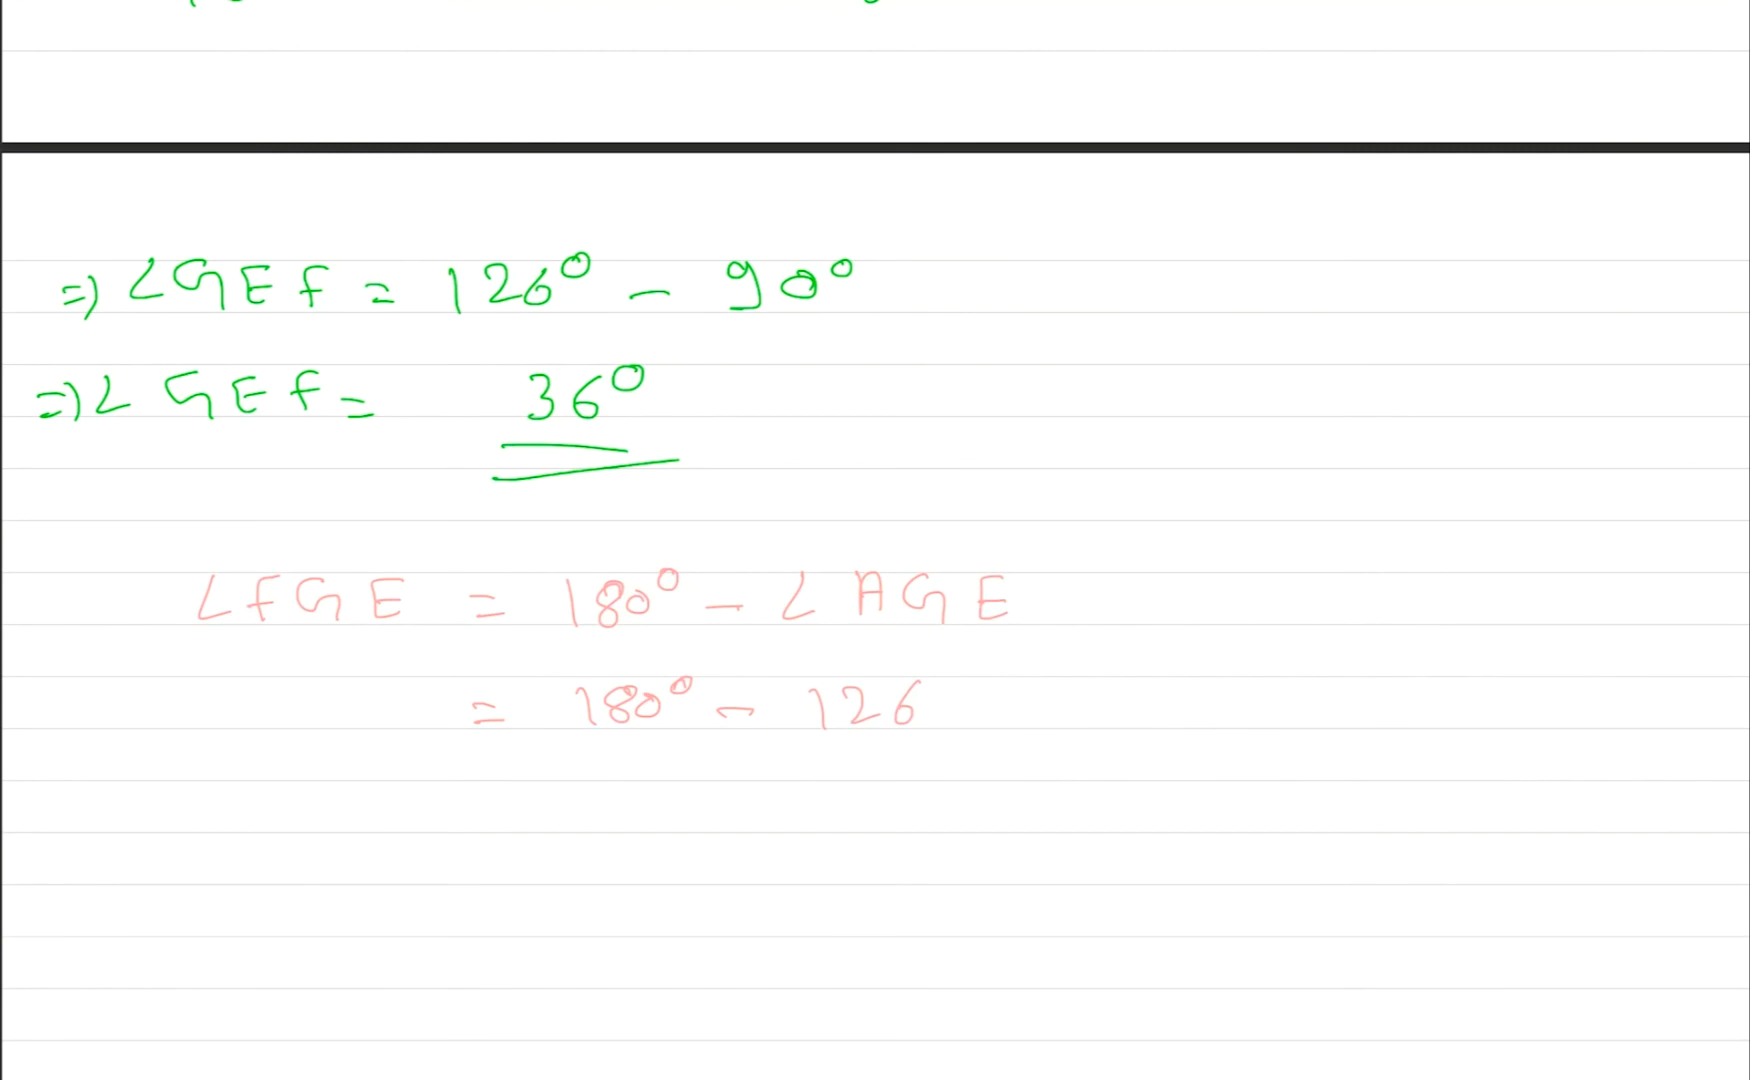 ⇒ ∠GEF = 126° - 90°
⇒ ∠GEF = 36°
∠FGE = 180° - ∠AGE
= 180° - 126